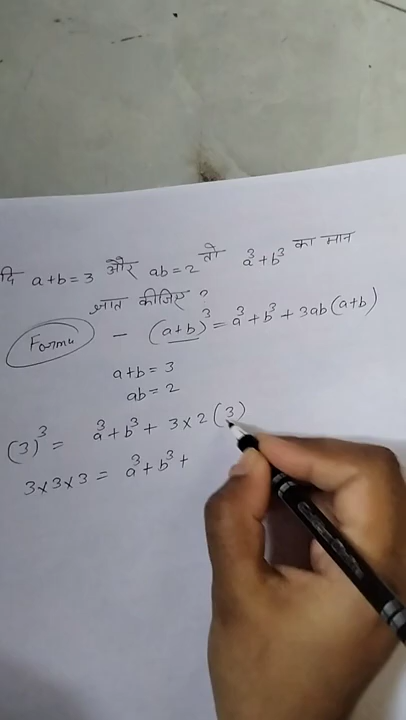 दि a+b=3 और ab=2 तो a³+b³ का मान
ज्ञात कीजिए ?
Formu – (a+b)³ = a³+b³+3ab(a+b)
a+b=3
ab=2
(3)³ = a³+b³+ 3×2(3)
3×3×3 = a³+b³+